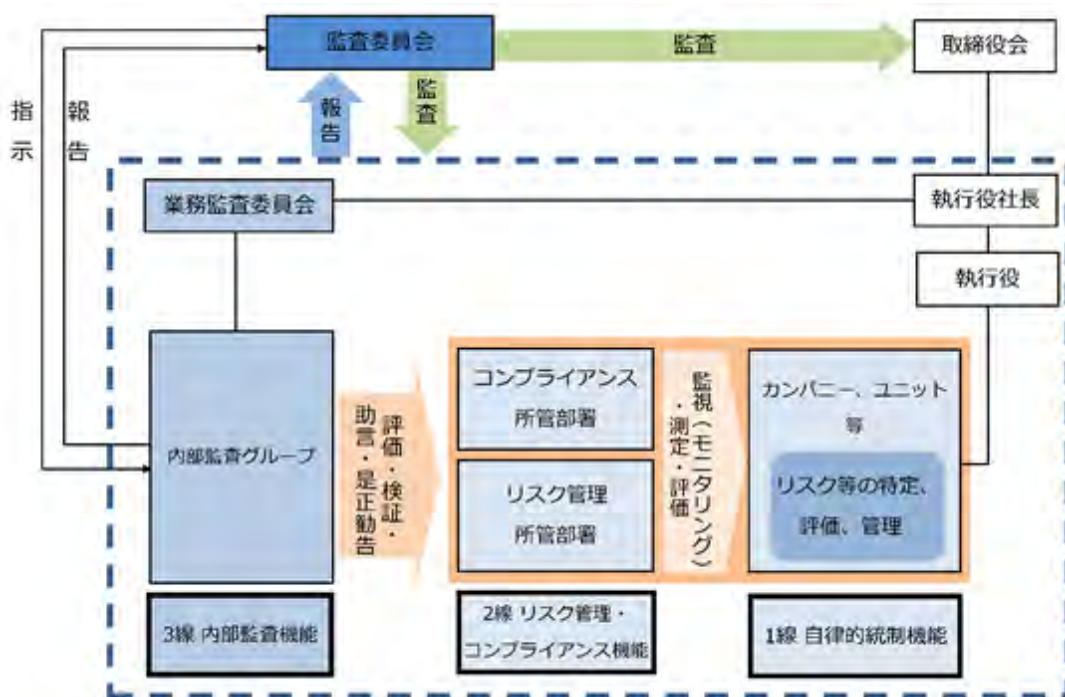 監査委員会
監査
取締役会
指示
報告
報告
監査
業務監査委員会
執行役社長
執行役
内部監査グループ
評価・検証・
助言・是正勧告
コンプライアンス
所管部署
リスク管理
所管部署
監視（モニタリング）
・測定・評価
カンパニー、ユニット
等
リスク等の特定、
評価、管理
3線 内部監査機能
2線 リスク管理・
コンプライアンス機能
1線 自律的統制機能